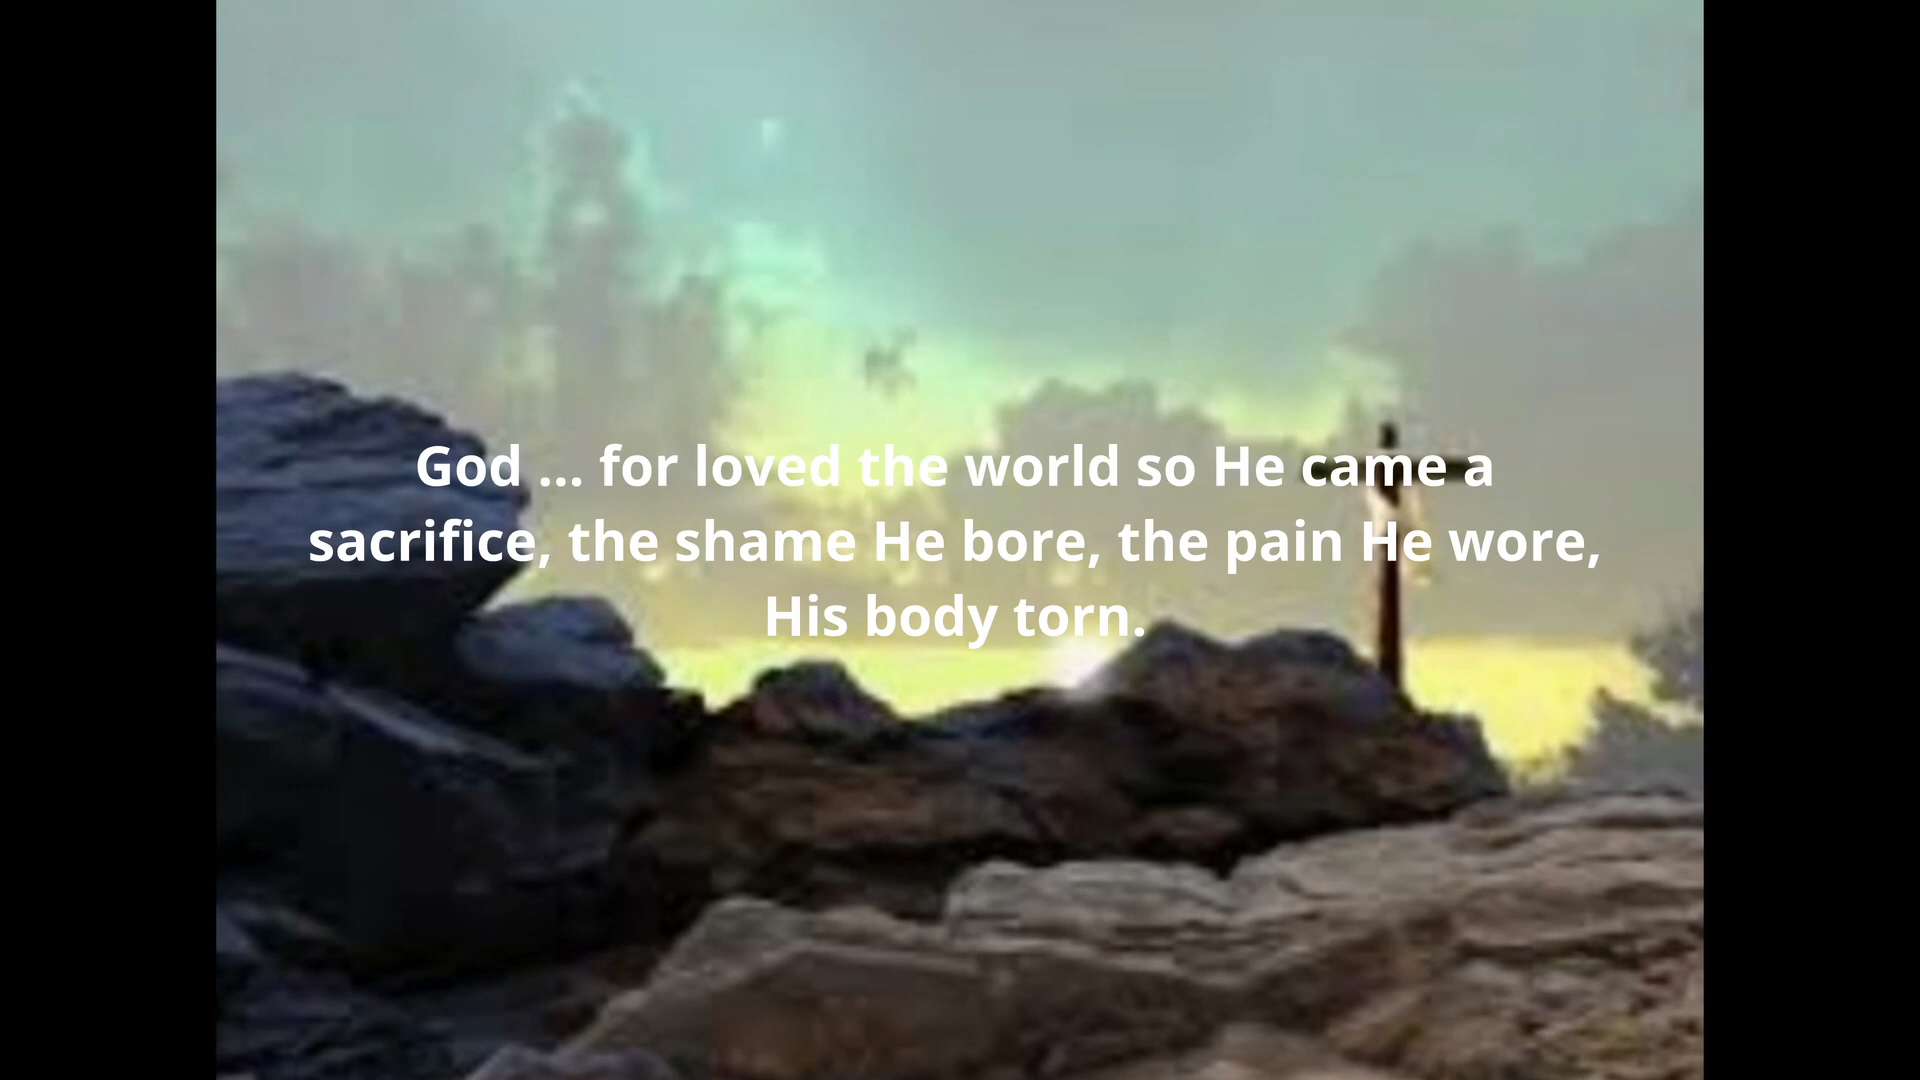 God ... for loved the world so He came a
sacrifice, the shame He bore, the pain He wore,
His body torn.